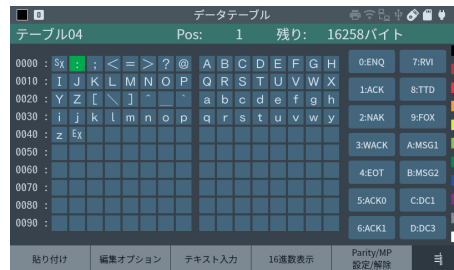 D データテーブル
テーブル04 Pos: 1 残り: 16258バイト
0000 : Sx : ; < = > ? @ A B C D E F G H 0:ENQ 7:RVI
0010 : I J K L M N O P Q R S T U V W X 1:ACK 8:TTD
0020 : Y Z [ \ ] ^ _ ` a b c d e f g h
0030 : i j k l m n o p q r s t u v w y 2:NAK 9:FOX
0040 : z Ex 3:WACK A:MSG1
0050 :
0060 : 4:EOT B:MSG2
0070 :
0080 : 5:ACK0 C:DC1
0090 : 6:ACK1 D:DC3
貼り付け 編集オプション テキスト入力 16進数表示 Parity/MP
設定/解除